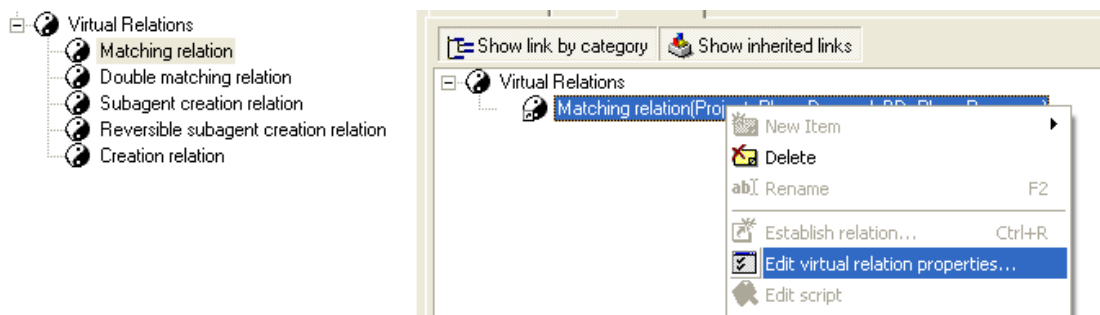 Virtual Relations
Matching relation
Double matching relation
Subagent creation relation
Reversible subagent creation relation
Creation relation
Show link by category
Show inherited links
Virtual Relations
Matching relation(
New Item
Delete
Rename F2
Establish relation... Ctrl+R
Edit virtual relation properties...
Edit script